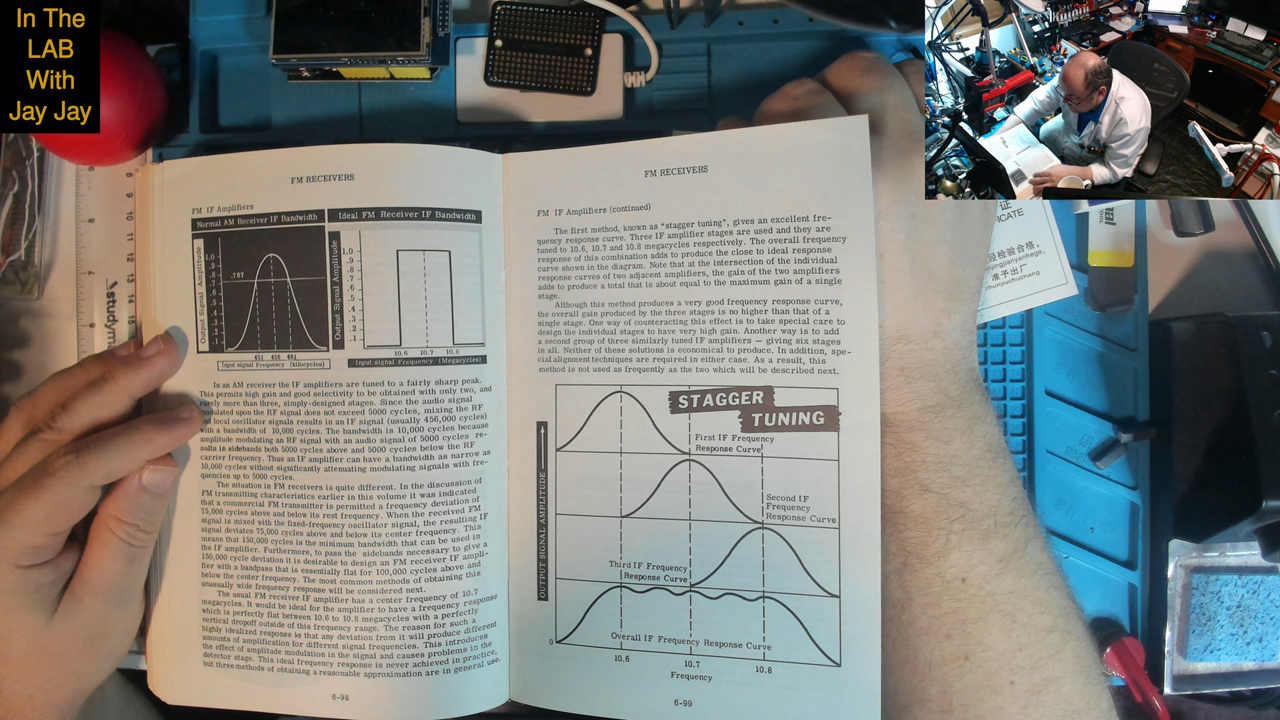 In The
LAB
With
Jay Jay
FM RECEIVERS
FM IF Amplifiers
Normal AM Receiver IF Bandwidth
Ideal FM Receiver IF Bandwidth
Output Signal Amplitude
1.0
.9
.8
.7
.6
.5
.4
.3
.2
.1
.707
451 456 461
Input signal Frequency (kilocycles)
Output Signal Amplitude
1.0
.9
.8
.7
.6
.5
.4
.3
.2
.1
10.6 10.7 10.8
Input signal Frequency (Megacycles)
In an AM receiver the IF amplifiers are tuned to a fairly sharp peak.
This permits high gain and good selectivity to be obtained with only two, and
rarely more than three, simply-designed stages. Since the audio signal
modulated upon the RF signal does not exceed 5000 cycles, mixing the RF
and local oscillator signals results in an IF signal (usually 456,000 cycles)
with a bandwidth of 10,000 cycles. The bandwidth is 10,000 cycles because
amplitude modulating an RF signal with an audio signal of 5000 cycles re-
sults in sidebands both 5000 cycles above and 5000 cycles below the RF
carrier frequency. Thus an IF amplifier can have a bandwidth as narrow as
10,000 cycles without significantly attenuating modulating signals with fre-
quencies up to 5000 cycles.
The situation in FM receivers is quite different. In the discussion of
FM transmitting characteristics earlier in this volume it was indicated
that a commercial FM transmitter is permitted a frequency deviation of
75,000 cycles above and below its rest frequency. When the received FM
signal is mixed with the fixed-frequency oscillator signal, the resulting IF
signal deviates 75,000 cycles above and below its center frequency. This
means that 150,000 cycles is the minimum bandwidth that can be used in
the IF amplifier. Furthermore, to pass the sidebands necessary to give a
150,000 cycle deviation it is desirable to design an FM receiver IF ampli-
fier with a bandpass that is essentially flat for 100,000 cycles above and
below the center frequency. The most common methods of obtaining this
unusually wide frequency response will be considered next.
The usual FM receiver IF amplifier has a center frequency of 10.7
megacycles. It would be ideal for the amplifier to have a frequency response
which is perfectly flat between 10.6 to 10.8 megacycles with a perfectly
vertical dropoff outside of this frequency range. The reason for such a
highly idealized response is that any deviation from it will produce different
amounts of amplification for different signal frequencies. This introduces
the effect of amplitude modulation in the signal and causes problems in the
detector stage. This ideal frequency response is never achieved in practice,
but three methods of obtaining a reasonable approximation are in general use.
6-98
FM RECEIVERS
FM IF Amplifiers (continued)
The first method, known as "stagger tuning", gives an excellent fre-
quency response curve. Three IF amplifier stages are used and they are
tuned to 10.6, 10.7 and 10.8 megacycles respectively. The overall frequency
response of this combination adds to produce the close to ideal response
curve shown in the diagram. Note that at the intersection of the individual
response curves of two adjacent amplifiers, the gain of the two amplifiers
adds to produce a total that is about equal to the maximum gain of a single
stage.
Although this method produces a very good frequency response curve,
the overall gain produced by the three stages is no higher than that of a
single stage. One way of counteracting this effect is to take special care to
design the individual stages to have very high gain. Another way is to add
a second group of three similarly tuned IF amplifiers — giving six stages
in all. Neither of these solutions is economical to produce. In addition, spe-
cial alignment techniques are required in either case. As a result, this
method is not used as frequently as the two which will be described next.
STAGGER
TUNING
OUTPUT SIGNAL AMPLITUDE
First IF Frequency
Response Curve
Second IF
Frequency
Response Curve
Third IF Frequency
Response Curve
Overall IF Frequency Response Curve
0
10.6 10.7 10.8
Frequency
6-99
证
ICATE
经检验合格,
准予出厂
zhunyuchuchang